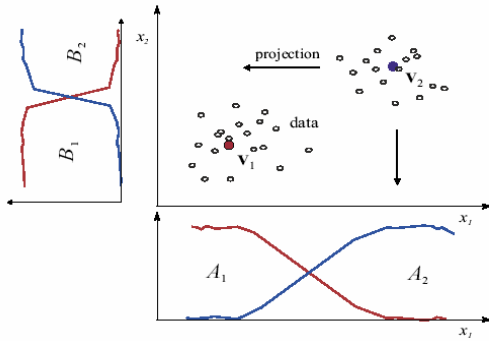 B₂
B₁
x₂
projection
v₂
data
v₁
x₁
A₁
A₂
x₁